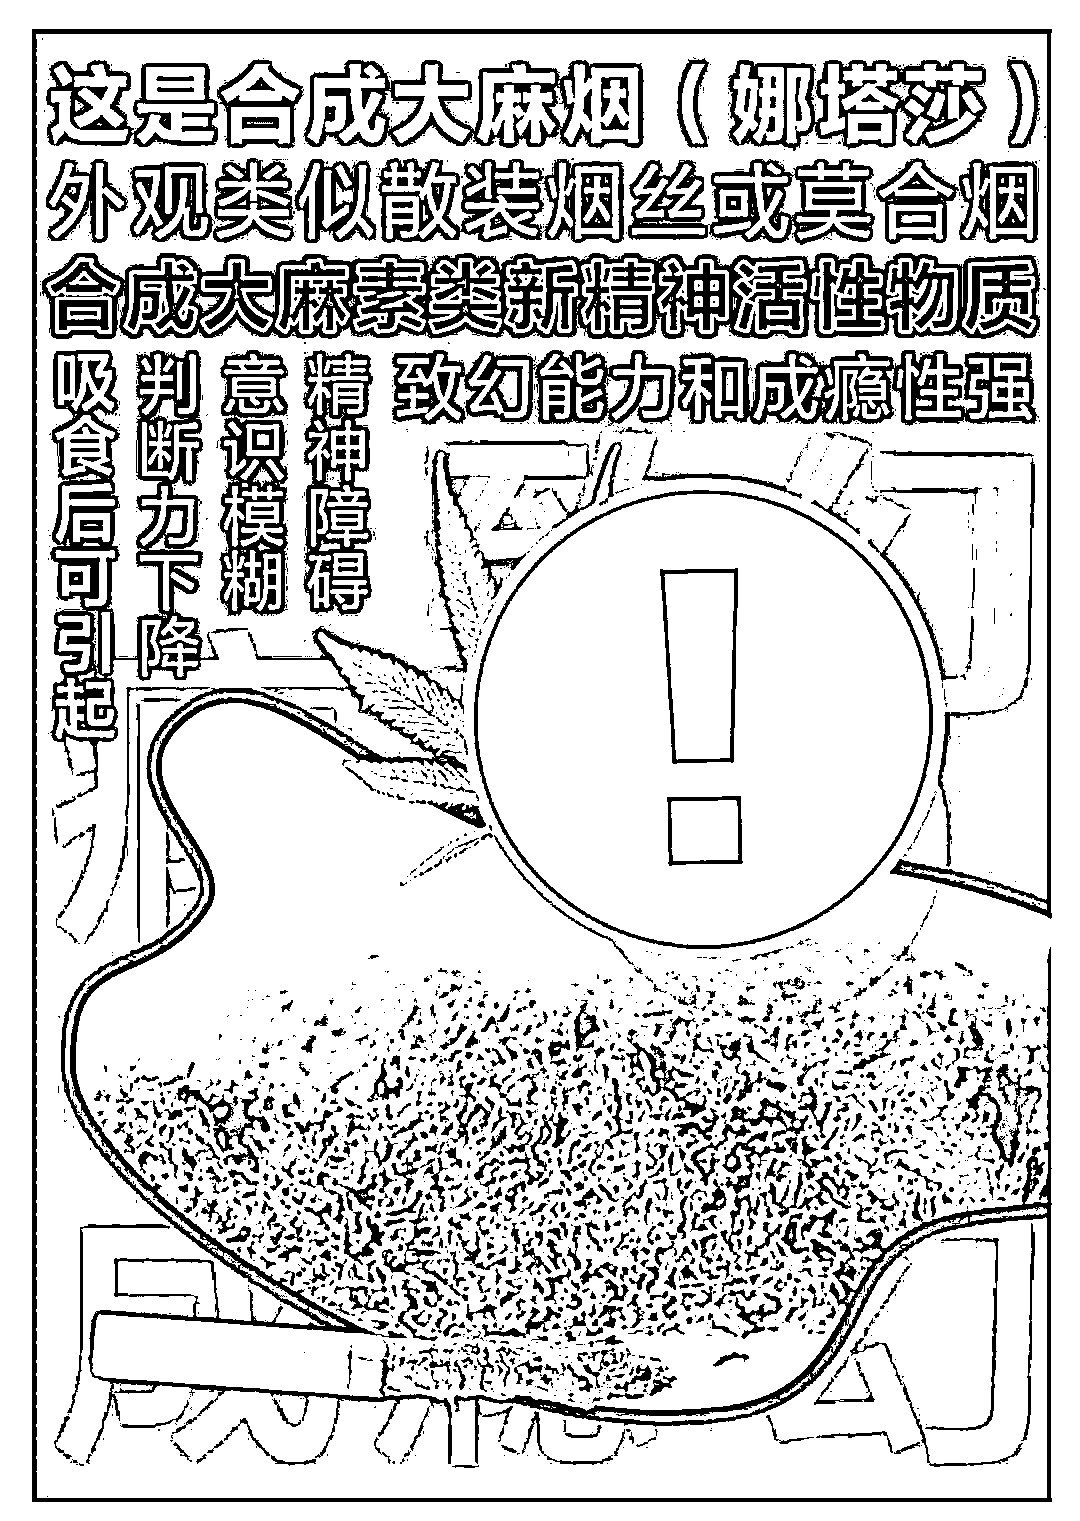 这是合成大麻烟（娜塔莎）
外观类似散装烟丝或莫合烟
合成大麻素类新精神活性物质
致幻能力和成瘾性强
吸食后可引起
判断力下降
意识模糊
精神障碍